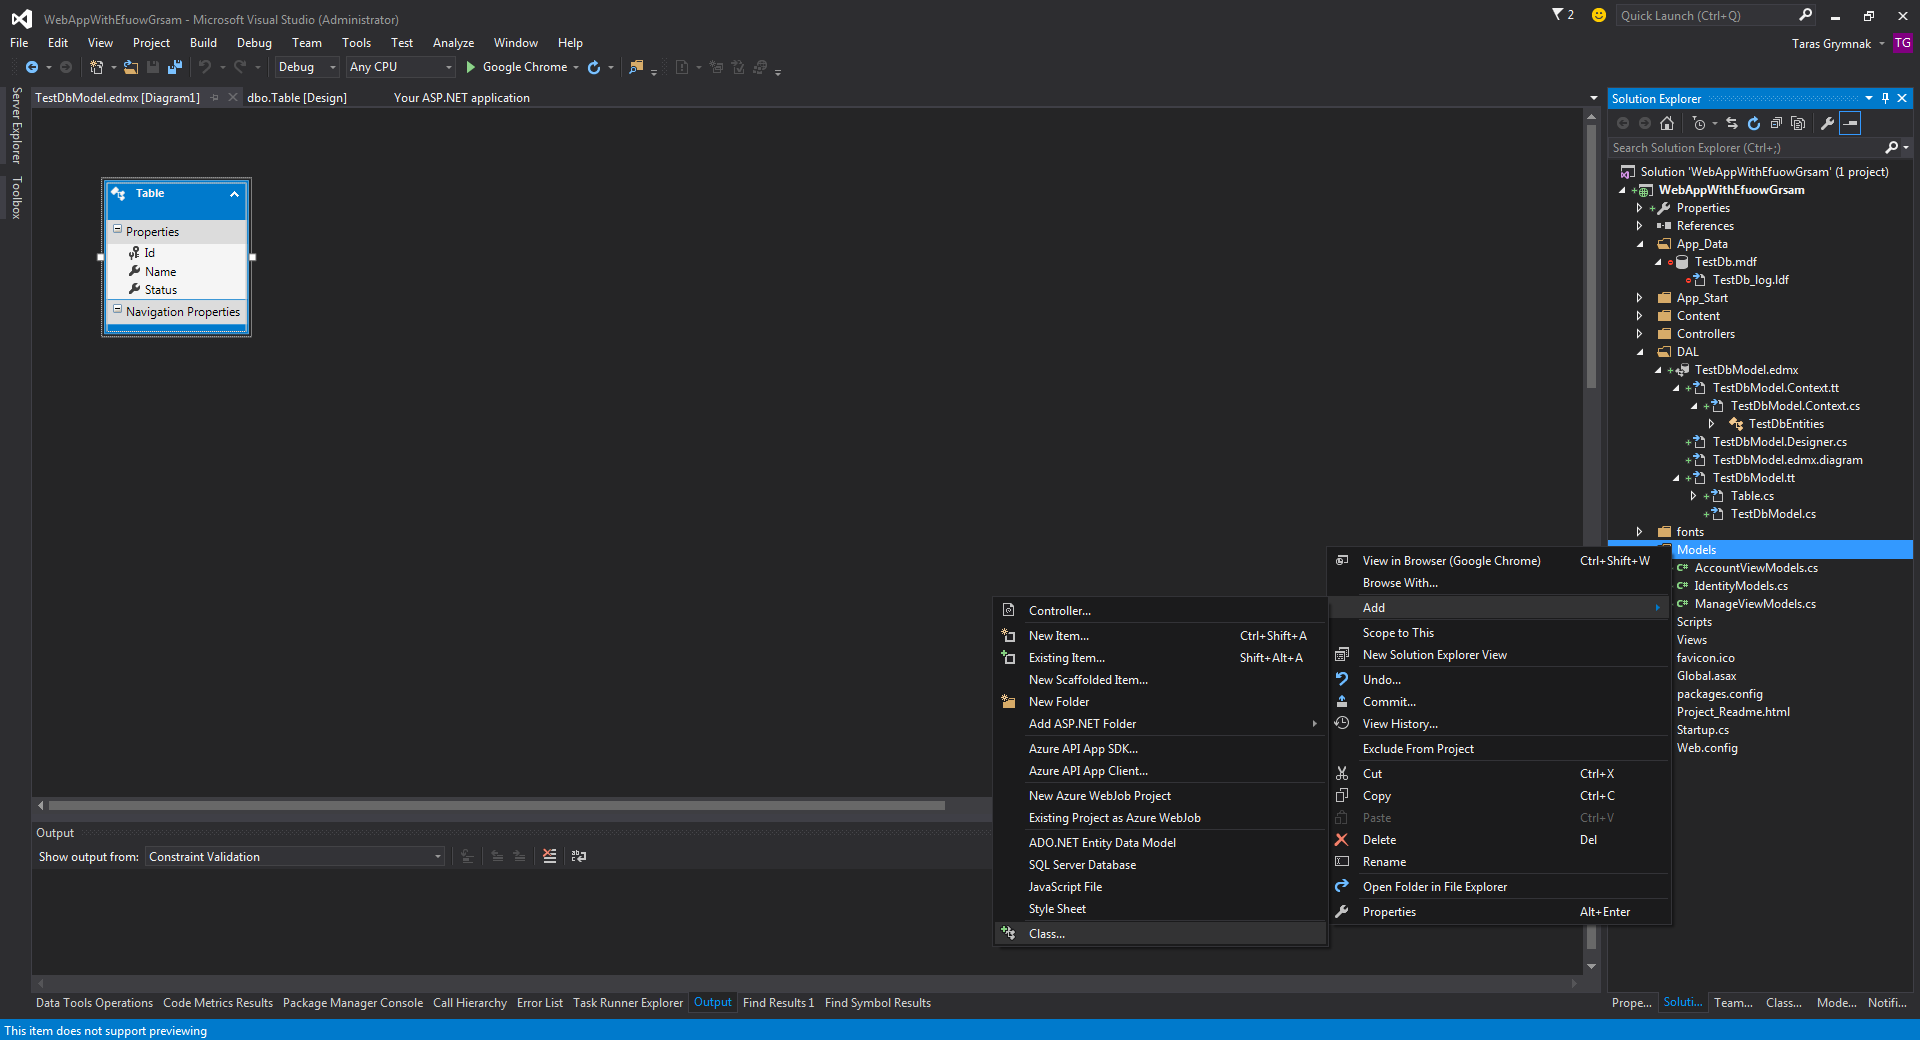 WebAppWithEfuowGrsam - Microsoft Visual Studio (Administrator)
2
Quick Launch (Ctrl+Q)
File Edit View Project Build Debug Team Tools Test Analyze Window Help
Taras Grymnak TG
Debug Any CPU Google Chrome
Server Explorer
Toolbox
TestDbModel.edmx [Diagram1] dbo.Table [Design] Your ASP.NET application
Table
Properties
Id
Name
Status
Navigation Properties
Solution Explorer
Search Solution Explorer (Ctrl+;)
Solution 'WebAppWithEfuowGrsam' (1 project)
WebAppWithEfuowGrsam
Properties
References
App_Data
TestDb.mdf
TestDb_log.ldf
App_Start
Content
Controllers
DAL
TestDbModel.edmx
TestDbModel.Context.tt
TestDbModel.Context.cs
TestDbEntities
TestDbModel.Designer.cs
TestDbModel.edmx.diagram
TestDbModel.tt
Table.cs
TestDbModel.cs
fonts
Models
AccountViewModels.cs
IdentityModels.cs
ManageViewModels.cs
Scripts
Views
favicon.ico
Global.asax
packages.config
Project_Readme.html
Startup.cs
Web.config
View in Browser (Google Chrome) Ctrl+Shift+W
Browse With...
Add
Scope to This
New Solution Explorer View
Undo...
Commit...
View History...
Exclude From Project
Cut Ctrl+X
Copy Ctrl+C
Paste Ctrl+V
Delete Del
Rename
Open Folder in File Explorer
Properties Alt+Enter
Controller...
New Item... Ctrl+Shift+A
Existing Item... Shift+Alt+A
New Scaffolded Item...
New Folder
Add ASP.NET Folder
Azure API App SDK...
Azure API App Client...
New Azure WebJob Project
Existing Project as Azure WebJob
ADO.NET Entity Data Model
SQL Server Database
JavaScript File
Style Sheet
Class...
Output
Show output from: Constraint Validation
Data Tools Operations Code Metrics Results Package Manager Console Call Hierarchy Error List Task Runner Explorer Output Find Results 1 Find Symbol Results
Prope... Soluti... Team... Class... Mode... Notifi...
This item does not support previewing